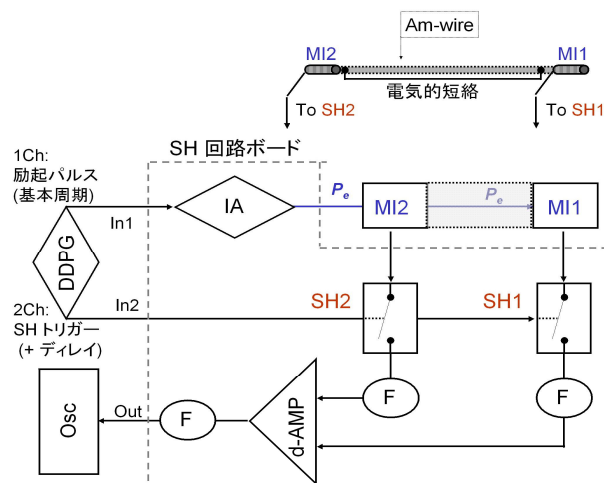 Am-wire
MI2
MI1
電気的短絡
To SH2
To SH1
SH 回路ボード
1Ch:
励起パルス
(基本周期)
In1
IA
Pe
MI2
Pe
MI1
DDPG
2Ch:
SHトリガー
(+ ディレイ)
In2
SH2
SH1
F
F
Osc
Out
F
d-AMP